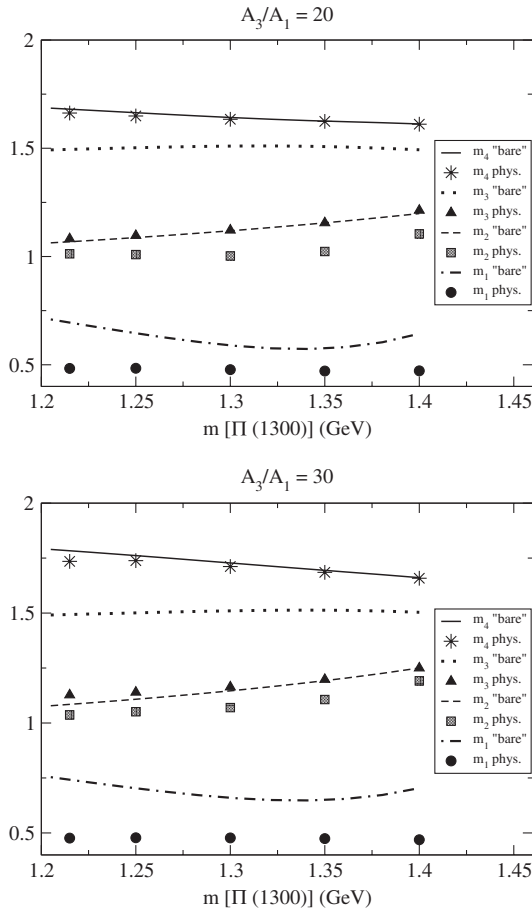 A₃/A₁ = 20
2
1.5
1
0.5
1.2 1.25 1.3 1.35 1.4 1.45
m [Π (1300)] (GeV)
m₄ "bare"
m₄ phys.
m₃ "bare"
m₃ phys.
m₂ "bare"
m₂ phys.
m₁ "bare"
m₁ phys.
A₃/A₁ = 30
2
1.5
1
0.5
1.2 1.25 1.3 1.35 1.4 1.45
m [Π (1300)] (GeV)
m₄ "bare"
m₄ phys.
m₃ "bare"
m₃ phys.
m₂ "bare"
m₂ phys.
m₁ "bare"
m₁ phys.